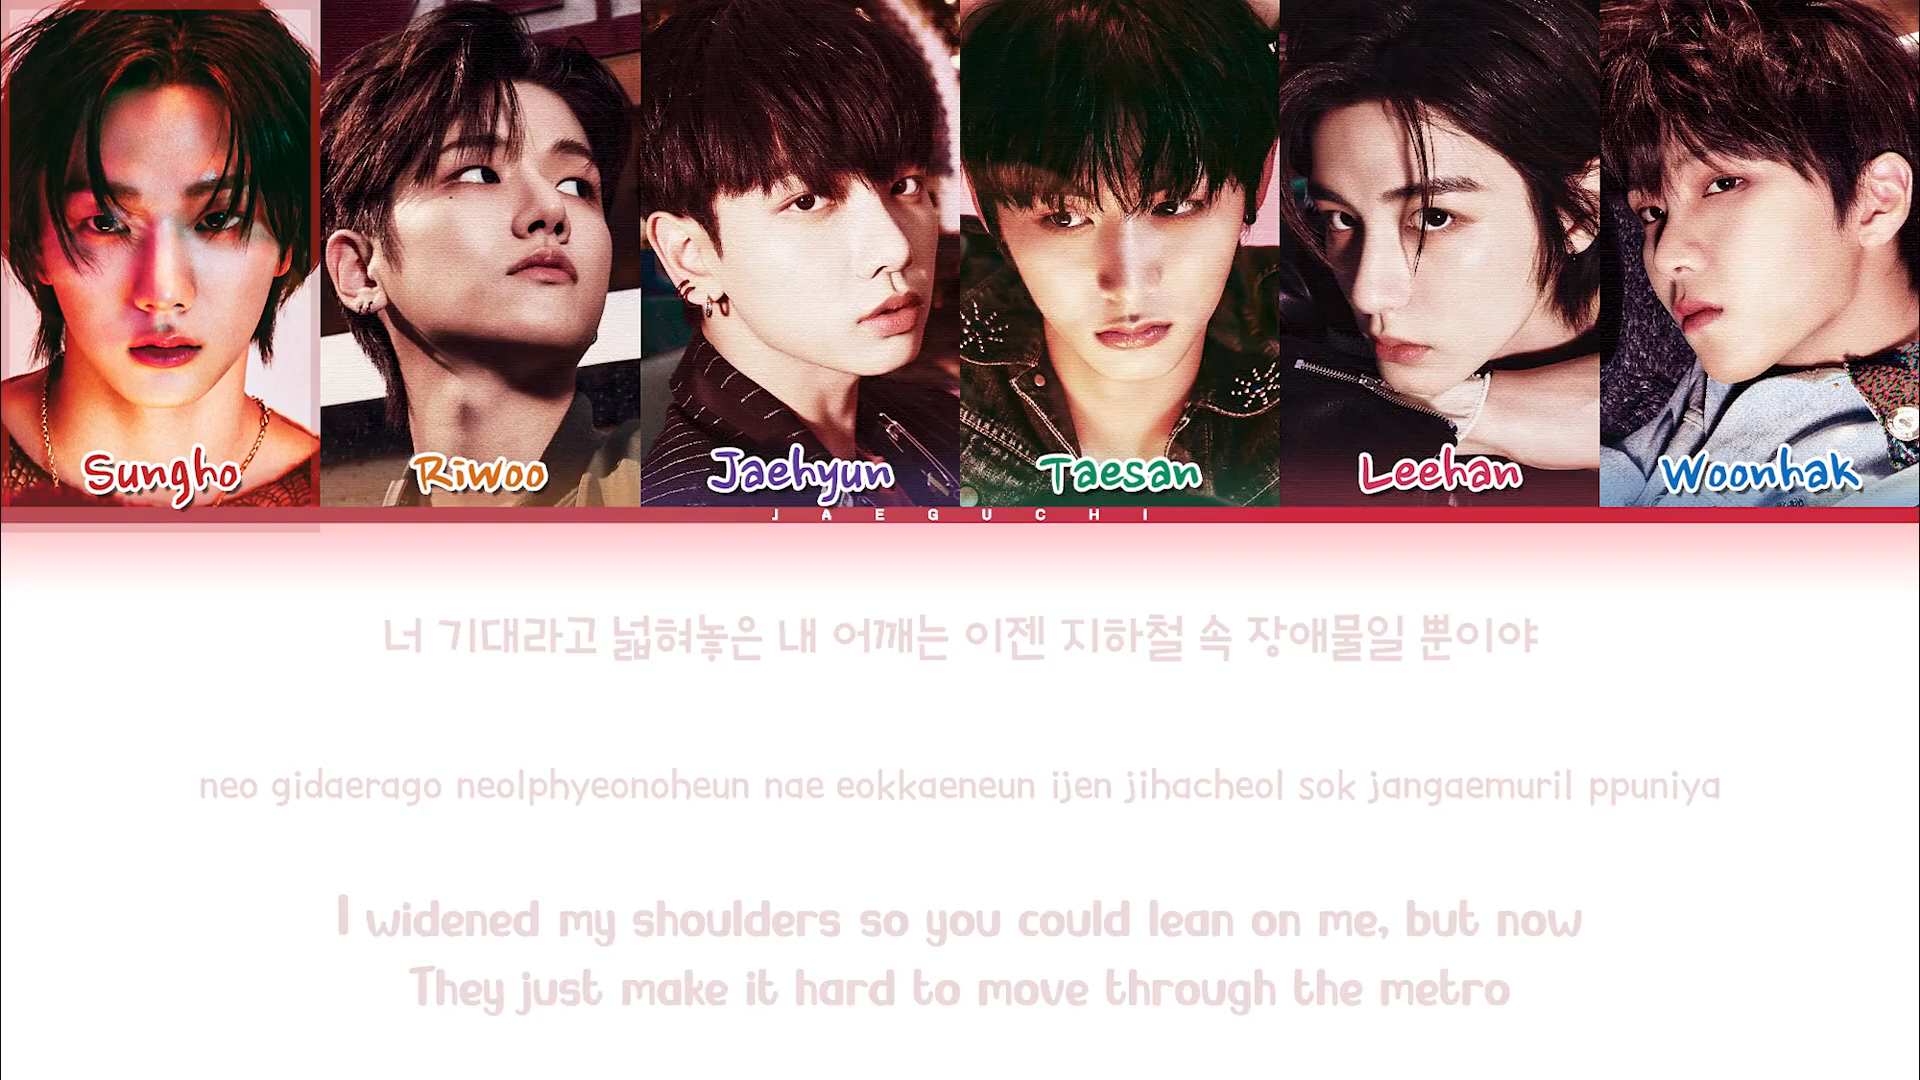 Sungho Riwoo Jaehyun Taesan Leehan Woonhak
JAEGUCHI
너 기대라고 넓혀놓은 내 어깨는 이젠 지하철 속 장애물일 뿐이야
neo gidaerago neolphyeonoheun nae eokkaeneun ijen jihacheol sok jangaemuril ppuniya
I widened my shoulders so you could lean on me, but now
They just make it hard to move through the metro